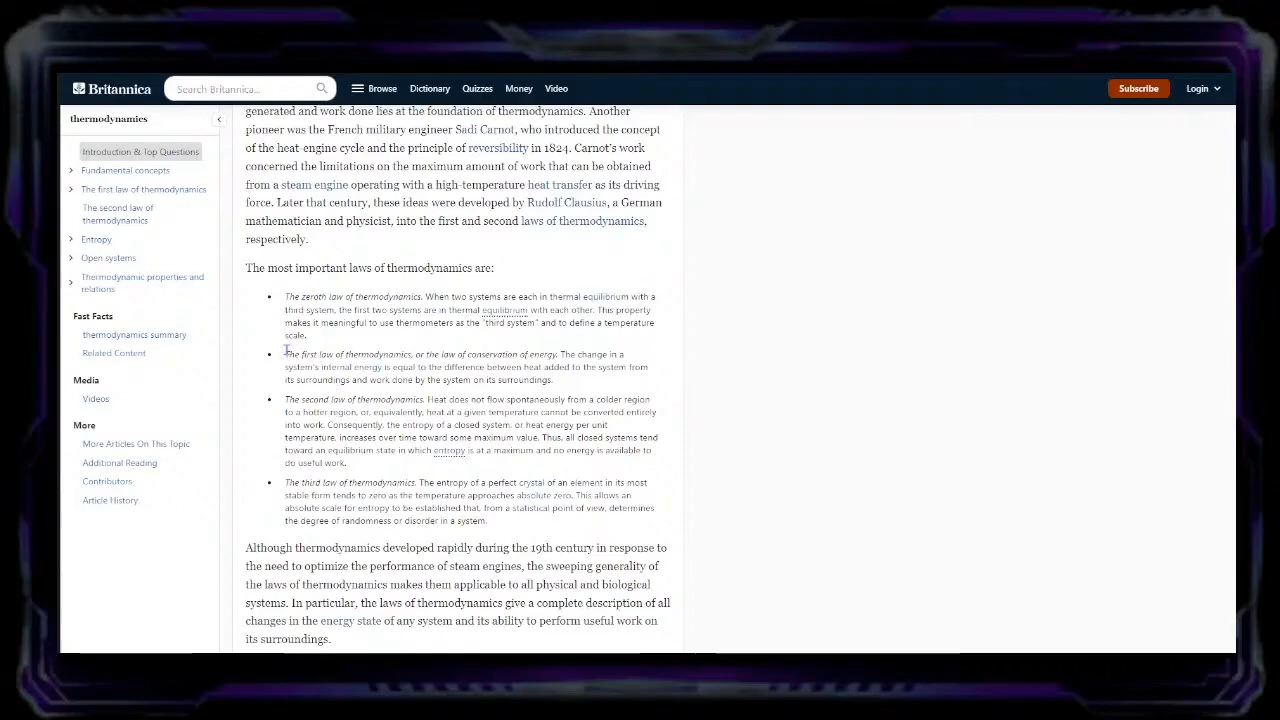 Britannica
Search Britannica...
Browse
Dictionary
Quizzes
Money
Video
Subscribe
Login
thermodynamics
Introduction & Top Questions
Fundamental concepts
The first law of thermodynamics
The second law of
thermodynamics
Entropy
Open systems
Thermodynamic properties and
relations
Fast Facts
thermodynamics summary
Related Content
Media
Videos
More
More Articles On This Topic
Additional Reading
Contributors
Article History
generated and work done lies at the foundation of thermodynamics. Another
pioneer was the French military engineer Sadi Carnot, who introduced the concept
of the heat-engine cycle and the principle of reversibility in 1824. Carnot's work
concerned the limitations on the maximum amount of work that can be obtained
from a steam engine operating with a high-temperature heat transfer as its driving
force. Later that century, these ideas were developed by Rudolf Clausius, a German
mathematician and physicist, into the first and second laws of thermodynamics,
respectively.
The most important laws of thermodynamics are:
• The zeroth law of thermodynamics. When two systems are each in thermal equilibrium with a
third system, the first two systems are in thermal equilibrium with each other. This property
makes it meaningful to use thermometers as the "third system" and to define a temperature
scale.
• The first law of thermodynamics, or the law of conservation of energy. The change in a
system's internal energy is equal to the difference between heat added to the system from
its surroundings and work done by the system on its surroundings.
• The second law of thermodynamics. Heat does not flow spontaneously from a colder region
to a hotter region, or, equivalently, heat at a given temperature cannot be converted entirely
into work. Consequently, the entropy of a closed system, or heat energy per unit
temperature, increases over time toward some maximum value. Thus, all closed systems tend
toward an equilibrium state in which entropy is at a maximum and no energy is available to
do useful work.
• The third law of thermodynamics. The entropy of a perfect crystal of an element in its most
stable form tends to zero as the temperature approaches absolute zero. This allows an
absolute scale for entropy to be established that, from a statistical point of view, determines
the degree of randomness or disorder in a system.
Although thermodynamics developed rapidly during the 19th century in response to
the need to optimize the performance of steam engines, the sweeping generality of
the laws of thermodynamics makes them applicable to all physical and biological
systems. In particular, the laws of thermodynamics give a complete description of all
changes in the energy state of any system and its ability to perform useful work on
its surroundings.